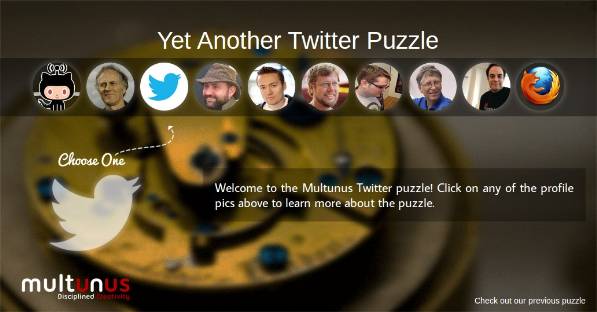 Yet Another Twitter Puzzle
Choose One
Welcome to the Multunus Twitter puzzle! Click on any of the profile
pics above to learn more about the puzzle.
multunus
Disciplined Creativity
Check out our previous puzzle